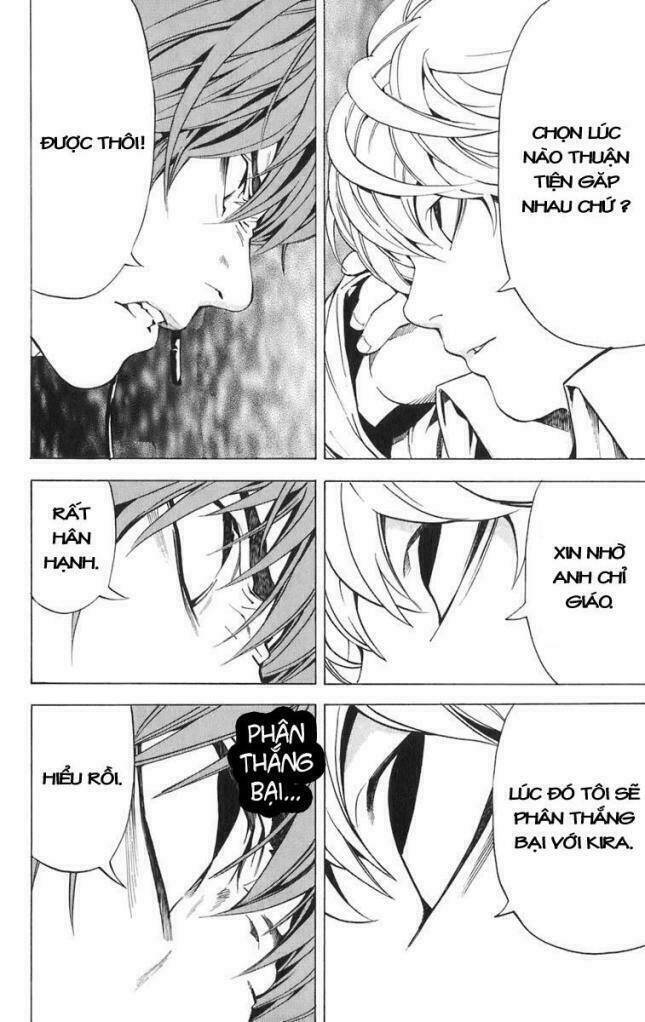 CHỌN LÚC
NÀO THUẬN
TIỆN GẶP
NHAU CHỨ ?
ĐƯỢC THÔI!
XIN NHỜ
ANH CHỈ
GIÁO.
RẤT
HÂN
HẠNH.
LÚC ĐÓ TÔI SẼ
PHÂN THẮNG
BẠI VỚI KIRA.
PHÂN
THẮNG
BẠI...
HIỂU RỒI.